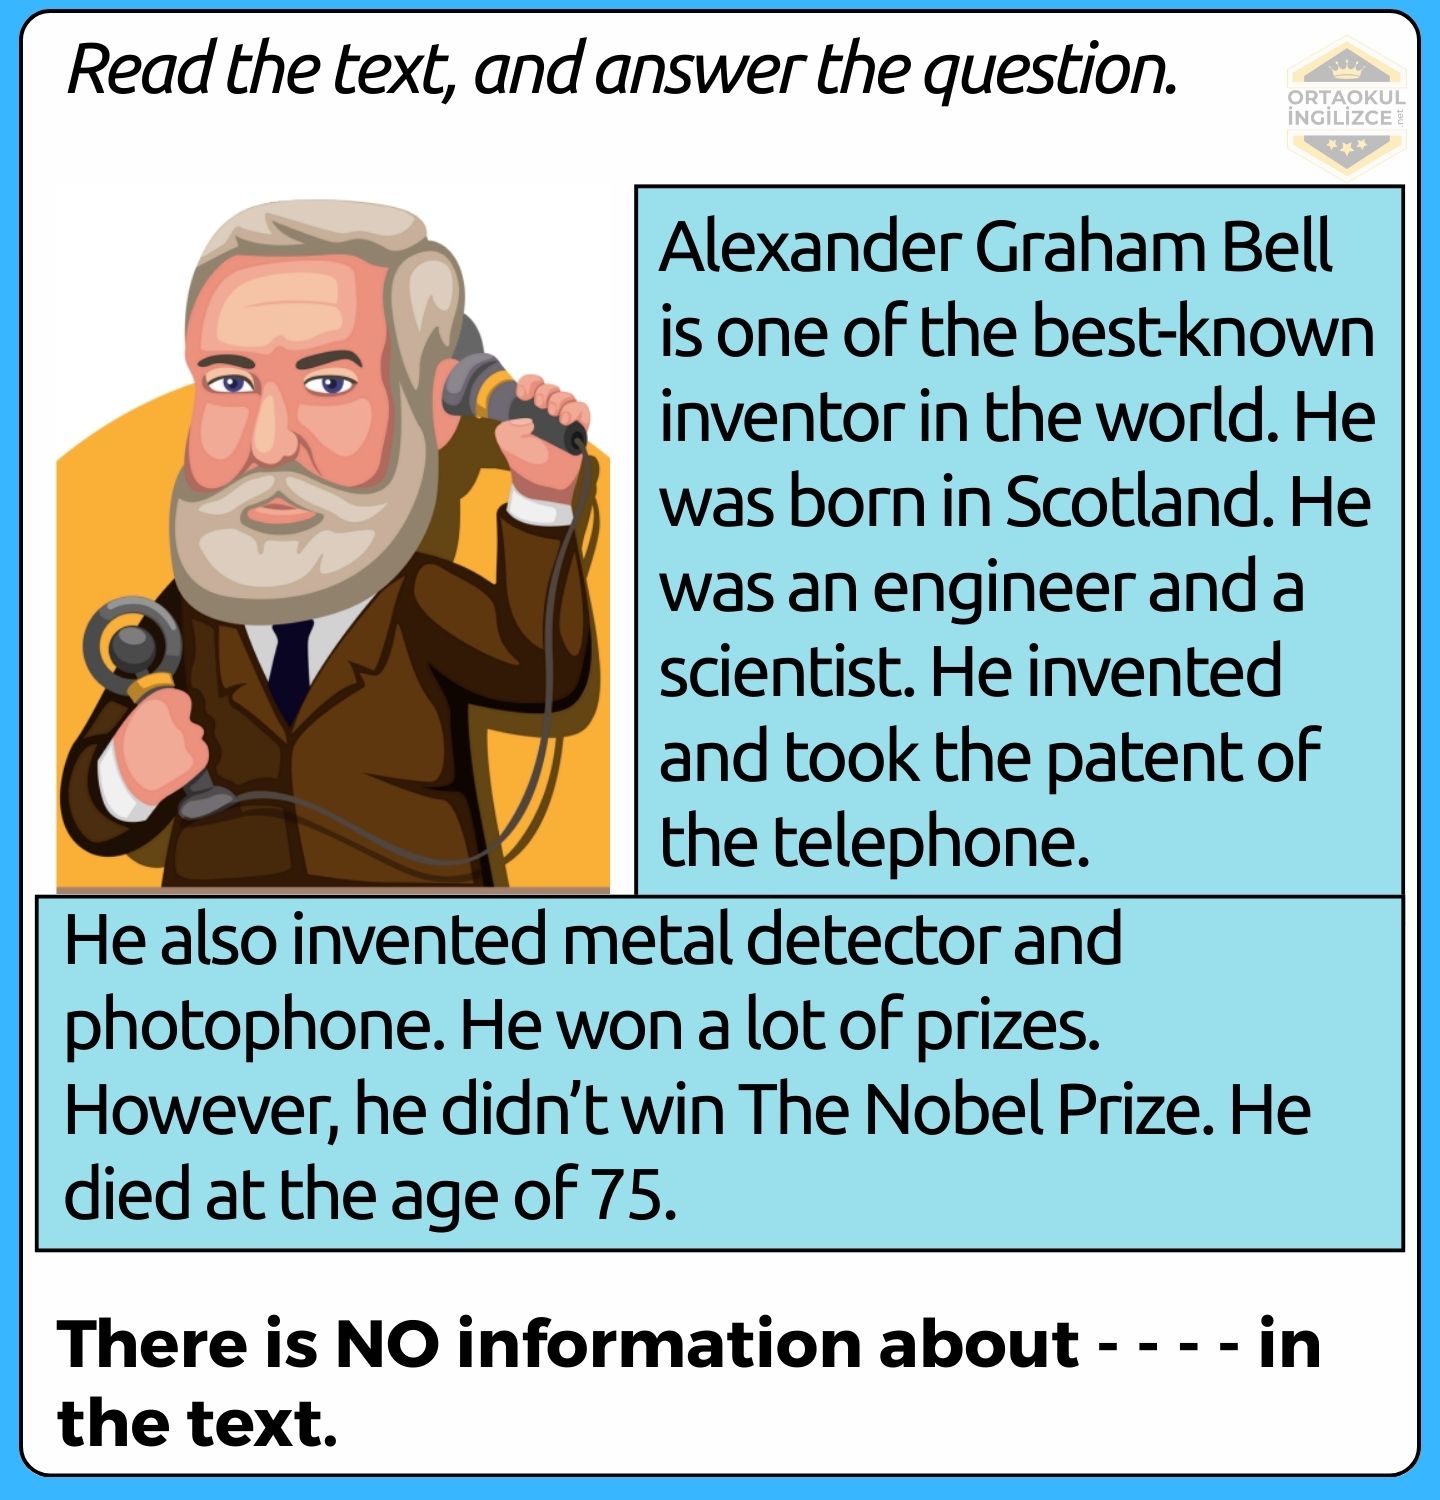 Read the text, and answer the question.
ORTAOKUL
İNGİLİZCE
.net
Alexander Graham Bell
is one of the best-known
inventor in the world. He
was born in Scotland. He
was an engineer and a
scientist. He invented
and took the patent of
the telephone.
He also invented metal detector and
photophone. He won a lot of prizes.
However, he didn't win The Nobel Prize. He
died at the age of 75.
There is NO information about - - - - in
the text.